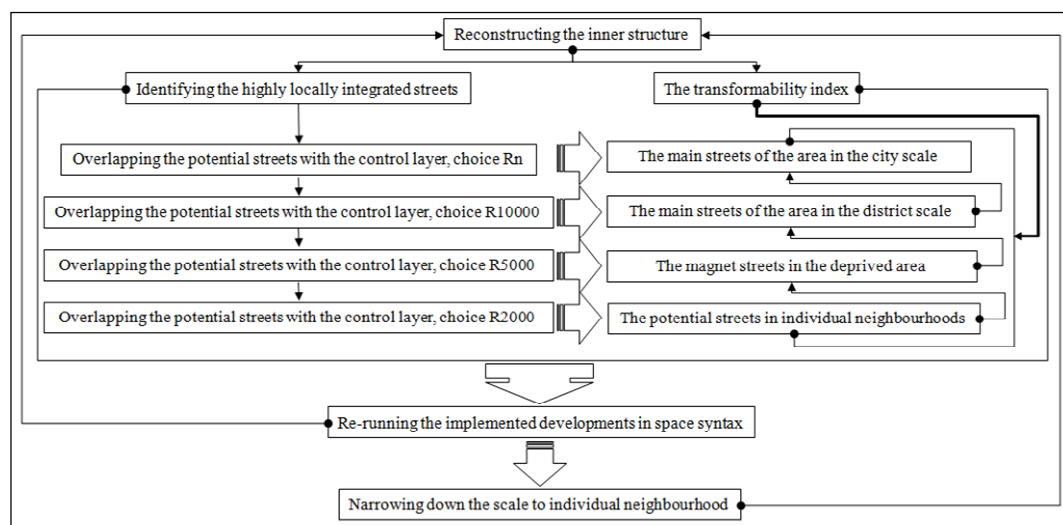 Reconstructing the inner structure
Identifying the highly locally integrated streets
The transformability index
Overlapping the potential streets with the control layer, choice Rn
The main streets of the area in the city scale
Overlapping the potential streets with the control layer, choice R10000
The main streets of the area in the district scale
Overlapping the potential streets with the control layer, choice R5000
The magnet streets in the deprived area
Overlapping the potential streets with the control layer, choice R2000
The potential streets in individual neighbourhoods
Re-running the implemented developments in space syntax
Narrowing down the scale to individual neighbourhood